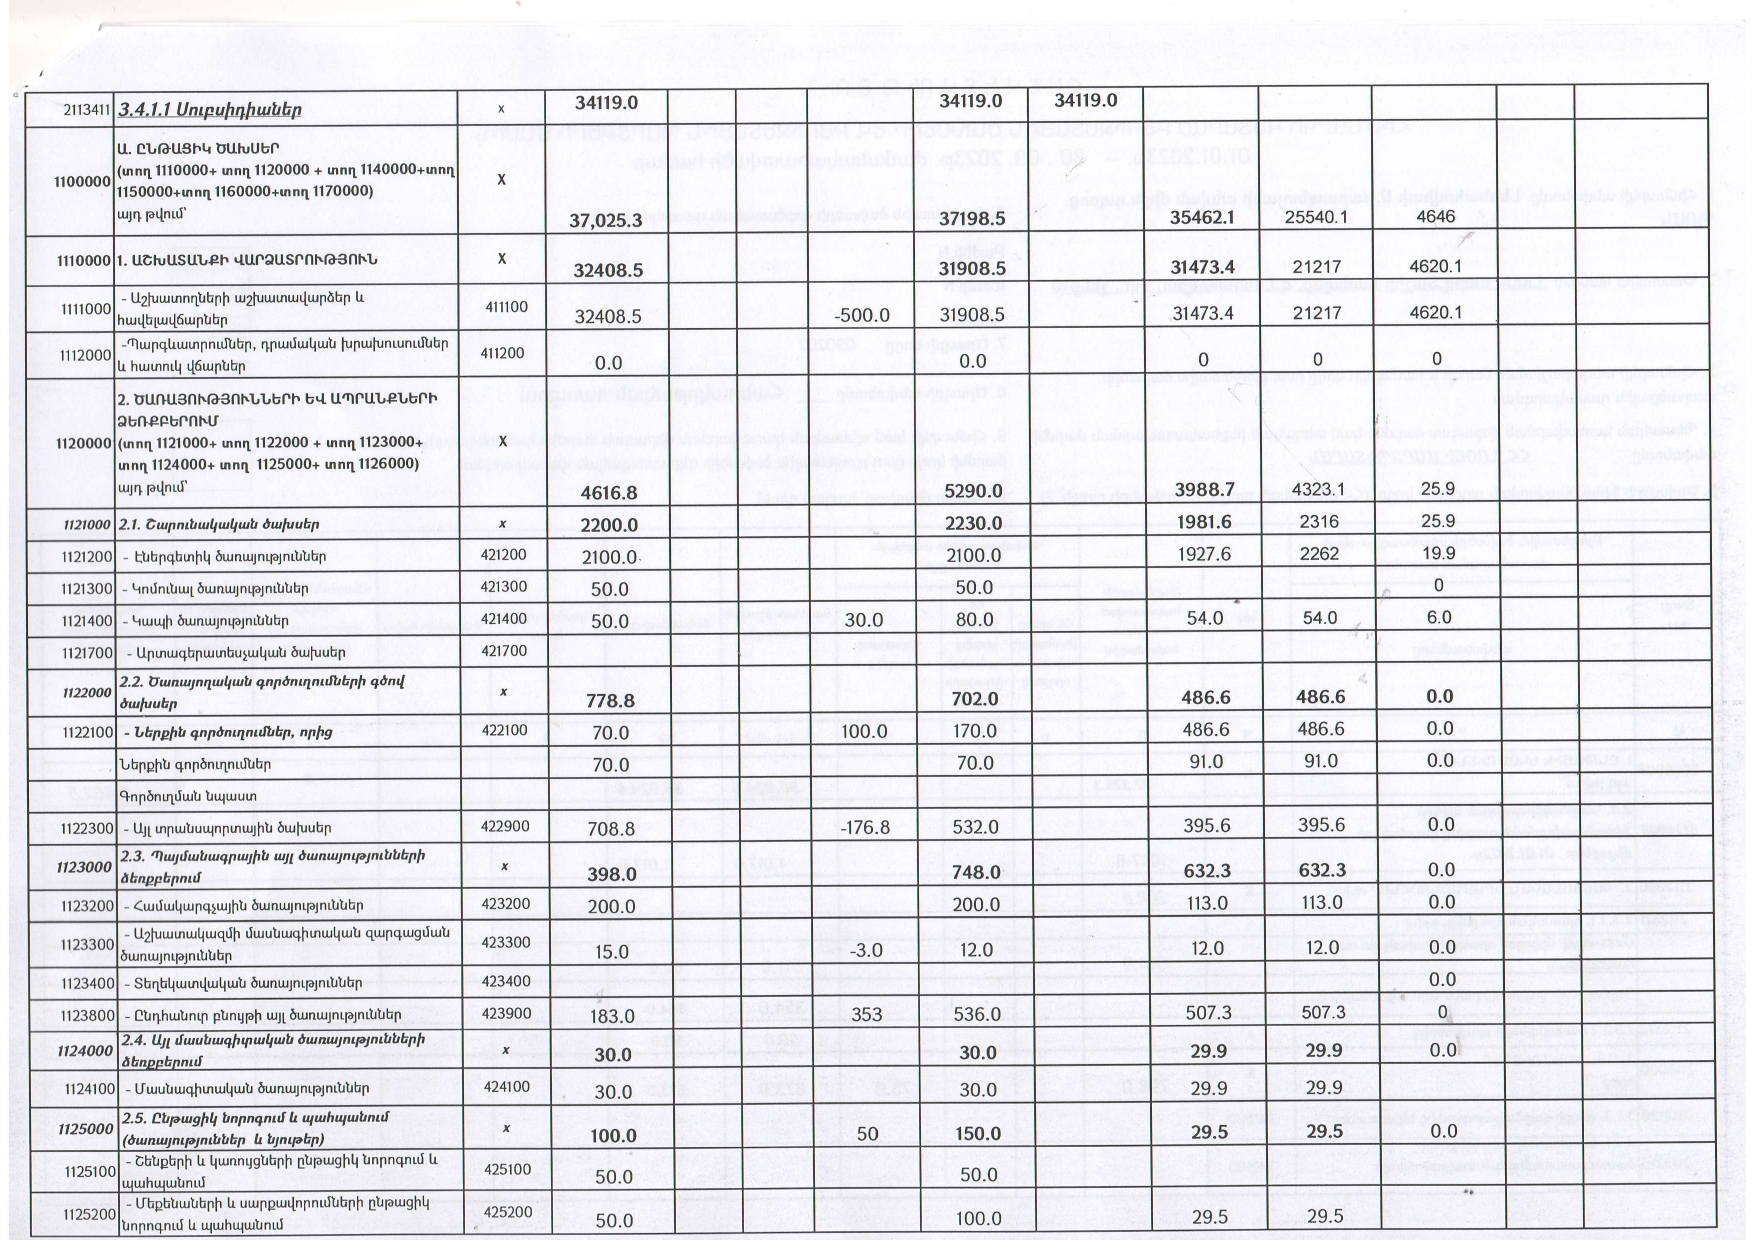 2113411 3.4.1.1 Սուբսիդիաներ x 34119.0 34119.0 34119.0
Ա. ԸՆԹԱՑԻԿ ԾԱԽՍԵՐ
(տող 1110000+ տող 1120000 + տող 1140000+տող
1100000 1150000+տող 1160000+տող 1170000) X
այդ թվում՝ 37,025.3 37198.5 35462.1 25540.1 4646
1110000 1. ԱՇԽԱՏԱՆՔԻ ՎԱՐՁԱՏՐՈՒԹՅՈՒՆ X 32408.5 31908.5 31473.4 21217 4620.1
- Աշխատողների աշխատավարձեր և
1111000 հավելավճարներ 411100 32408.5 -500.0 31908.5 31473.4 21217 4620.1
-Պարգևատրումներ, դրամական խրախուսումներ
1112000 և հատուկ վճարներ 411200 0.0 0.0 0 0 0
2. ԾԱՌԱՅՈՒԹՅՈՒՆՆԵՐԻ ԵՎ ԱՊՐԱՆՔՆԵՐԻ
ՁԵՌՔԲԵՐՈՒՄ
1120000 (տող 1121000+ տող 1122000 + տող 1123000+ X
տող 1124000+ տող 1125000+ տող 1126000)
այդ թվում՝ 4616.8 5290.0 3988.7 4323.1 25.9
1121000 2.1. Շարունակական ծախսեր x 2200.0 2230.0 1981.6 2316 25.9
1121200 - Էներգետիկ ծառայություններ 421200 2100.0 2100.0 1927.6 2262 19.9
1121300 - Կոմունալ ծառայություններ 421300 50.0 50.0 0
1121400 - Կապի ծառայություններ 421400 50.0 30.0 80.0 54.0 54.0 6.0
1121700 - Արտագերատեսչական ծախսեր 421700
2.2. Ծառայողական գործուղումների գծով
1122000 ծախսեր x 778.8 702.0 486.6 486.6 0.0
1122100 - Ներքին գործուղումներ, որից 422100 70.0 100.0 170.0 486.6 486.6 0.0
Ներքին գործուղումներ 70.0 70.0 91.0 91.0 0.0
Գործուղման նպաստ
1122300 - Այլ տրանսպորտային ծախսեր 422900 708.8 -176.8 532.0 395.6 395.6 0.0
2.3. Պայմանագրային այլ ծառայությունների
1123000 ձեռքբերում x 398.0 748.0 632.3 632.3 0.0
1123200 - Համակարգչային ծառայություններ 423200 200.0 200.0 113.0 113.0 0.0
- Աշխատակազմի մասնագիտական զարգացման
1123300 ծառայություններ 423300 15.0 -3.0 12.0 12.0 12.0 0.0
1123400 - Տեղեկատվական ծառայություններ 423400 0.0
1123800 - Ընդհանուր բնույթի այլ ծառայություններ 423900 183.0 353 536.0 507.3 507.3 0
2.4. Այլ մասնագիտական ծառայությունների
1124000 ձեռքբերում x 30.0 30.0 29.9 29.9 0.0
1124100 - Մասնագիտական ծառայություններ 424100 30.0 30.0 29.9 29.9
2.5. Ընթացիկ նորոգում և պահպանում
1125000 (ծառայություններ և նյութեր) x 100.0 50 150.0 29.5 29.5 0.0
- Շենքերի և կառույցների ընթացիկ նորոգում և
1125100 պահպանում 425100 50.0 50.0
- Մեքենաների և սարքավորումների ընթացիկ
1125200 նորոգում և պահպանում 425200 50.0 100.0 29.5 29.5